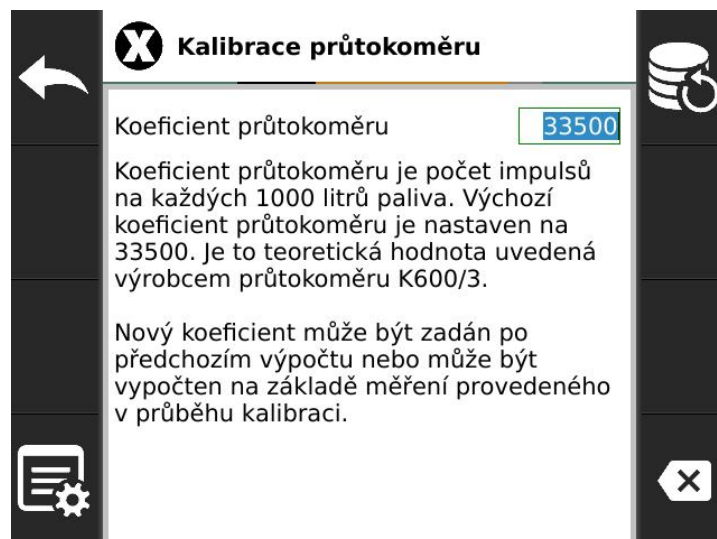 Kalibrace průtokoměru
Koeficient průtokoměru 33500
Koeficient průtokoměru je počet impulsů
na každých 1000 litrů paliva. Výchozí
koeficient průtokoměru je nastaven na
33500. Je to teoretická hodnota uvedená
výrobcem průtokoměru K600/3.
Nový koeficient může být zadán po
předchozím výpočtu nebo může být
vypočten na základě měření provedeného
v průběhu kalibraci.